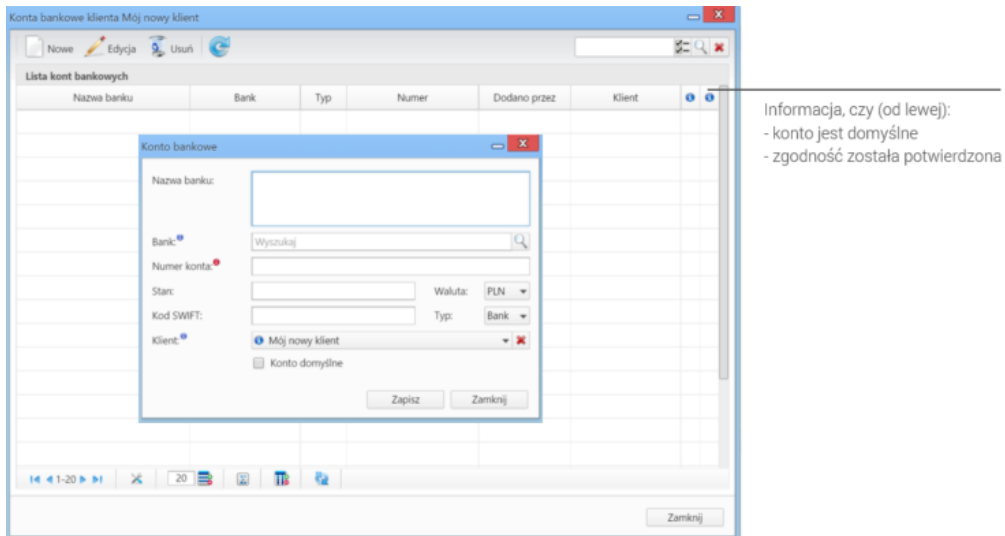 Konta bankowe klienta Mój nowy klient
Nowe Edycja Usuń
Lista kont bankowych
Nazwa banku Bank Typ Numer Dodano przez Klient
Informacja, czy (od lewej):
- konto jest domyślne
- zgodność została potwierdzona
Konto bankowe
Nazwa banku:
Bank: Wyszukaj
Numer konta:
Stan: Waluta: PLN
Kod SWIFT: Typ: Bank
Klient: Mój nowy klient
Konto domyślne
Zapisz Zamknij
1-20 20
Zamknij